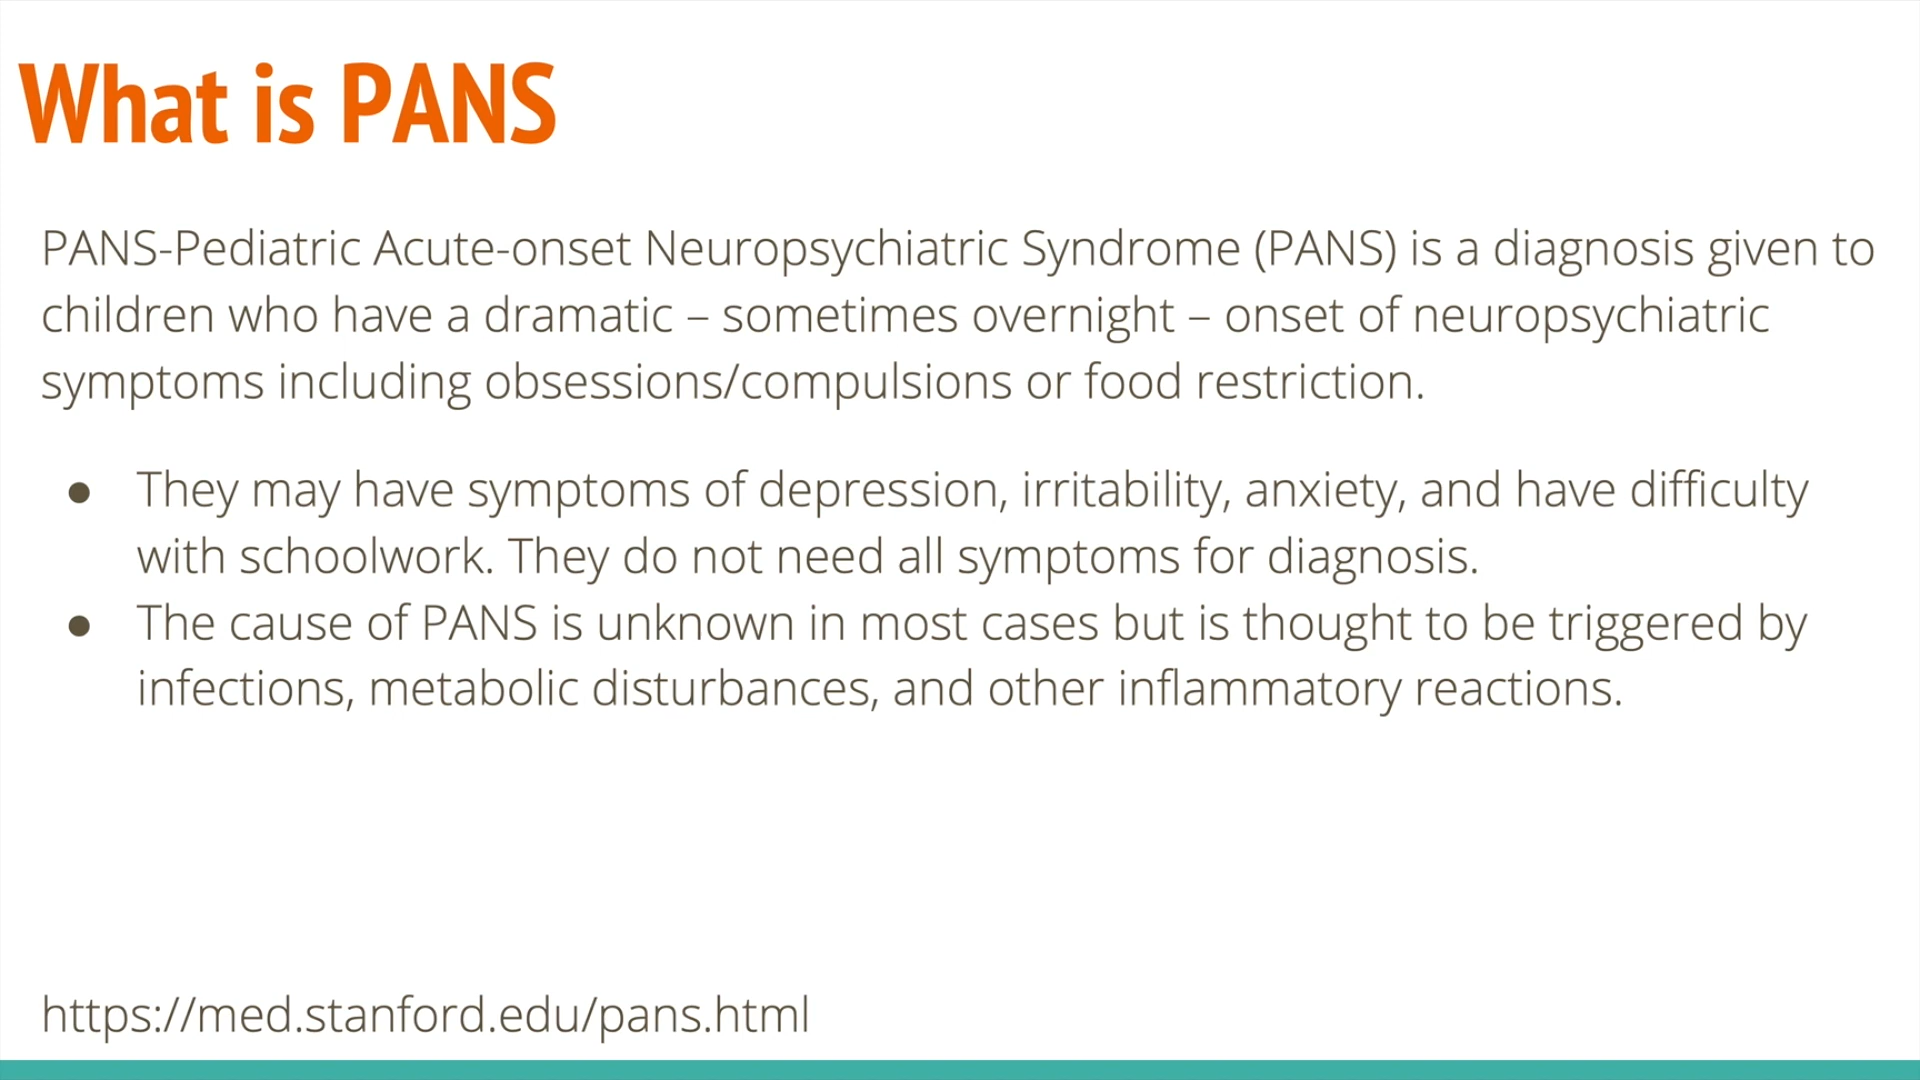 What is PANS
PANS-Pediatric Acute-onset Neuropsychiatric Syndrome (PANS) is a diagnosis given to
children who have a dramatic – sometimes overnight – onset of neuropsychiatric
symptoms including obsessions/compulsions or food restriction.
● They may have symptoms of depression, irritability, anxiety, and have difficulty
with schoolwork. They do not need all symptoms for diagnosis.
● The cause of PANS is unknown in most cases but is thought to be triggered by
infections, metabolic disturbances, and other inflammatory reactions.
https://med.stanford.edu/pans.html